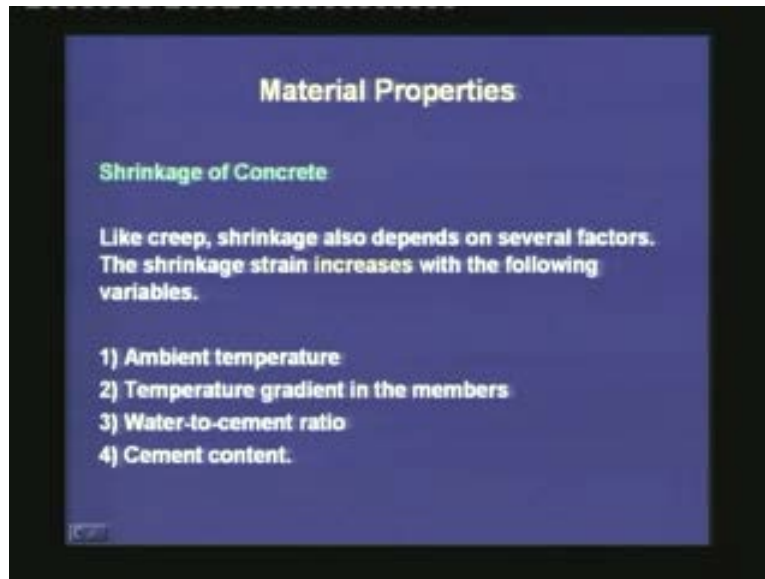 Material Properties
Shrinkage of Concrete
Like creep, shrinkage also depends on several factors.
The shrinkage strain increases with the following
variables.
1) Ambient temperature
2) Temperature gradient in the members
3) Water-to-cement ratio
4) Cement content.